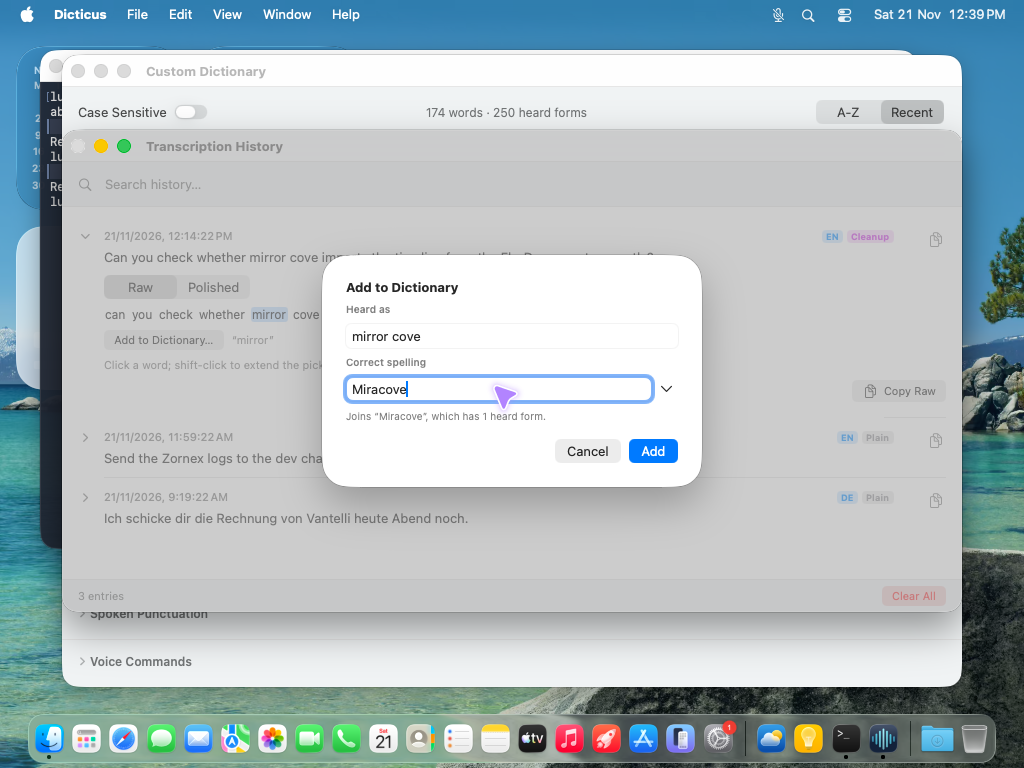 Dicticus File Edit View Window Help Sat 21 Nov 12:39 PM
Custom Dictionary
Case Sensitive 174 words · 250 heard forms A-Z Recent
Transcription History
Search history...
21/11/2026, 12:14:22 PM EN Cleanup
Can you check whether mirror cove
Raw Polished
can you check whether mirror cove
Add to Dictionary... “mirror”
Click a word; shift-click to extend the pick
Copy Raw
Add to Dictionary
Heard as
mirror cove
Correct spelling
Miracove
Joins “Miracove”, which has 1 heard form.
Cancel Add
21/11/2026, 11:59:22 AM EN Plain
Send the Zornex logs to the dev cha
21/11/2026, 9:19:22 AM DE Plain
Ich schicke dir die Rechnung von Vantelli heute Abend noch.
3 entries Clear All
Spoken Punctuation
Voice Commands
Sat
21
tv
1